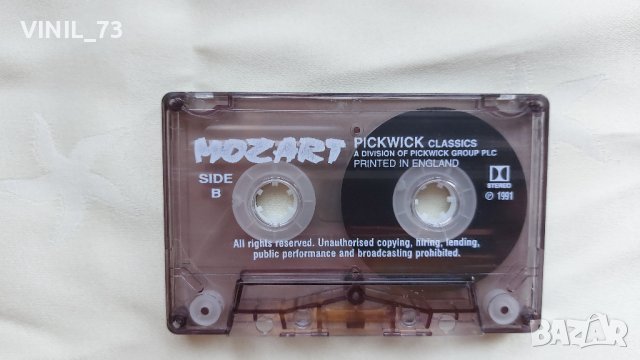 VINIL_73
MOZART
PICKWICK CLASSICS
A DIVISION OF PICKWICK GROUP PLC
PRINTED IN ENGLAND
SIDE
B
STEREO
℗ 1991
All rights reserved. Unauthorised copying, hiring, lending,
public performance and broadcasting prohibited.
BAZAR